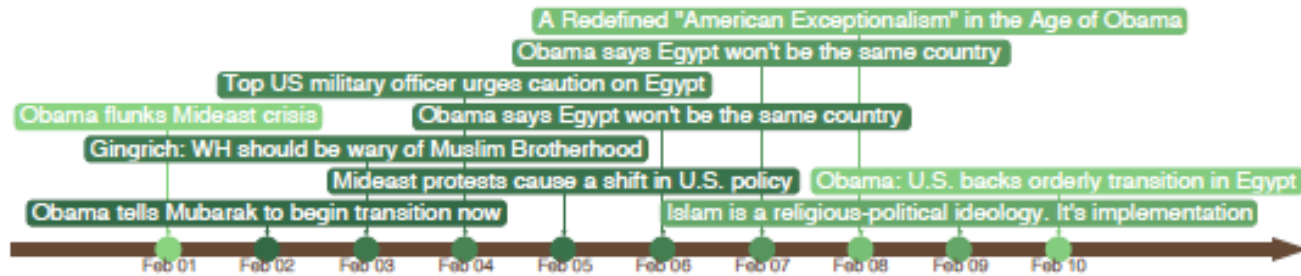 A Redefined "American Exceptionalism" in the Age of Obama
Obama says Egypt won't be the same country
Top US military officer urges caution on Egypt
Obama flunks Mideast crisis
Obama says Egypt won't be the same country
Gingrich: WH should be wary of Muslim Brotherhood
Mideast protests cause a shift in U.S. policy
Obama: U.S. backs orderly transition in Egypt
Obama tells Mubarak to begin transition now
Islam is a religious-political ideology. It's implementation
Feb 01 Feb 02 Feb 03 Feb 04 Feb 05 Feb 06 Feb 07 Feb 08 Feb 09 Feb 10